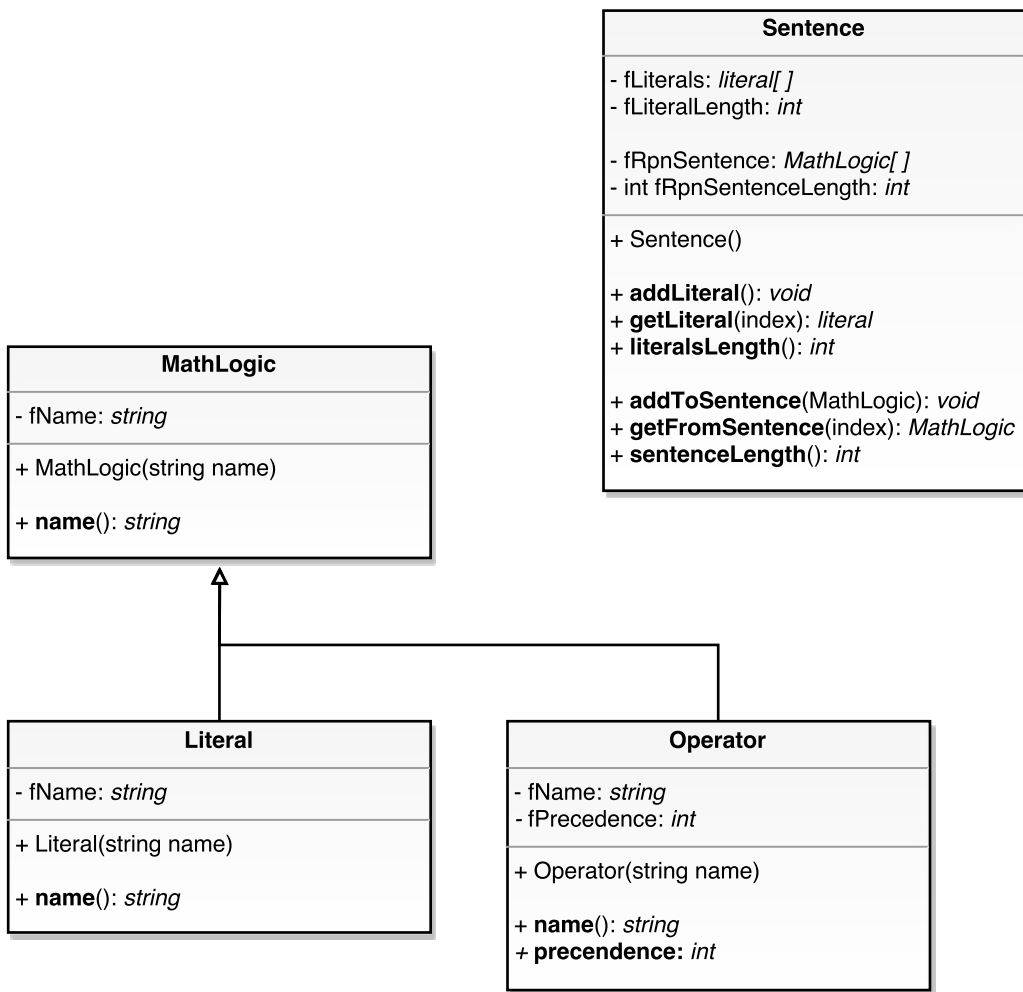 Sentence
- fLiterals: literal[ ]
- fLiteralLength: int
- fRpnSentence: MathLogic[ ]
- int fRpnSentenceLength: int
+ Sentence()
+ addLiteral(): void
+ getLiteral(index): literal
+ literalsLength(): int
+ addToSentence(MathLogic): void
+ getFromSentence(index): MathLogic
+ sentenceLength(): int
MathLogic
- fName: string
+ MathLogic(string name)
+ name(): string
Literal
- fName: string
+ Literal(string name)
+ name(): string
Operator
- fName: string
- fPrecedence: int
+ Operator(string name)
+ name(): string
+ precendence: int